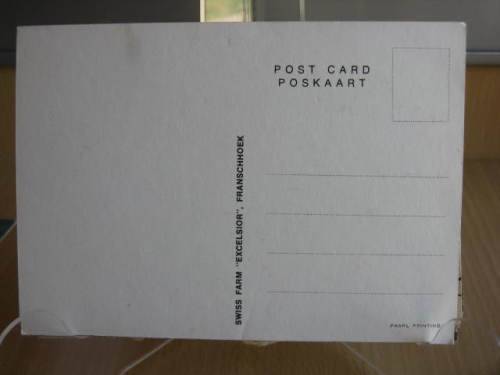 POST CARD
POSKAART
SWISS FARM "EXCELSIOR", FRANSCHHOEK
PAARL PRINTING